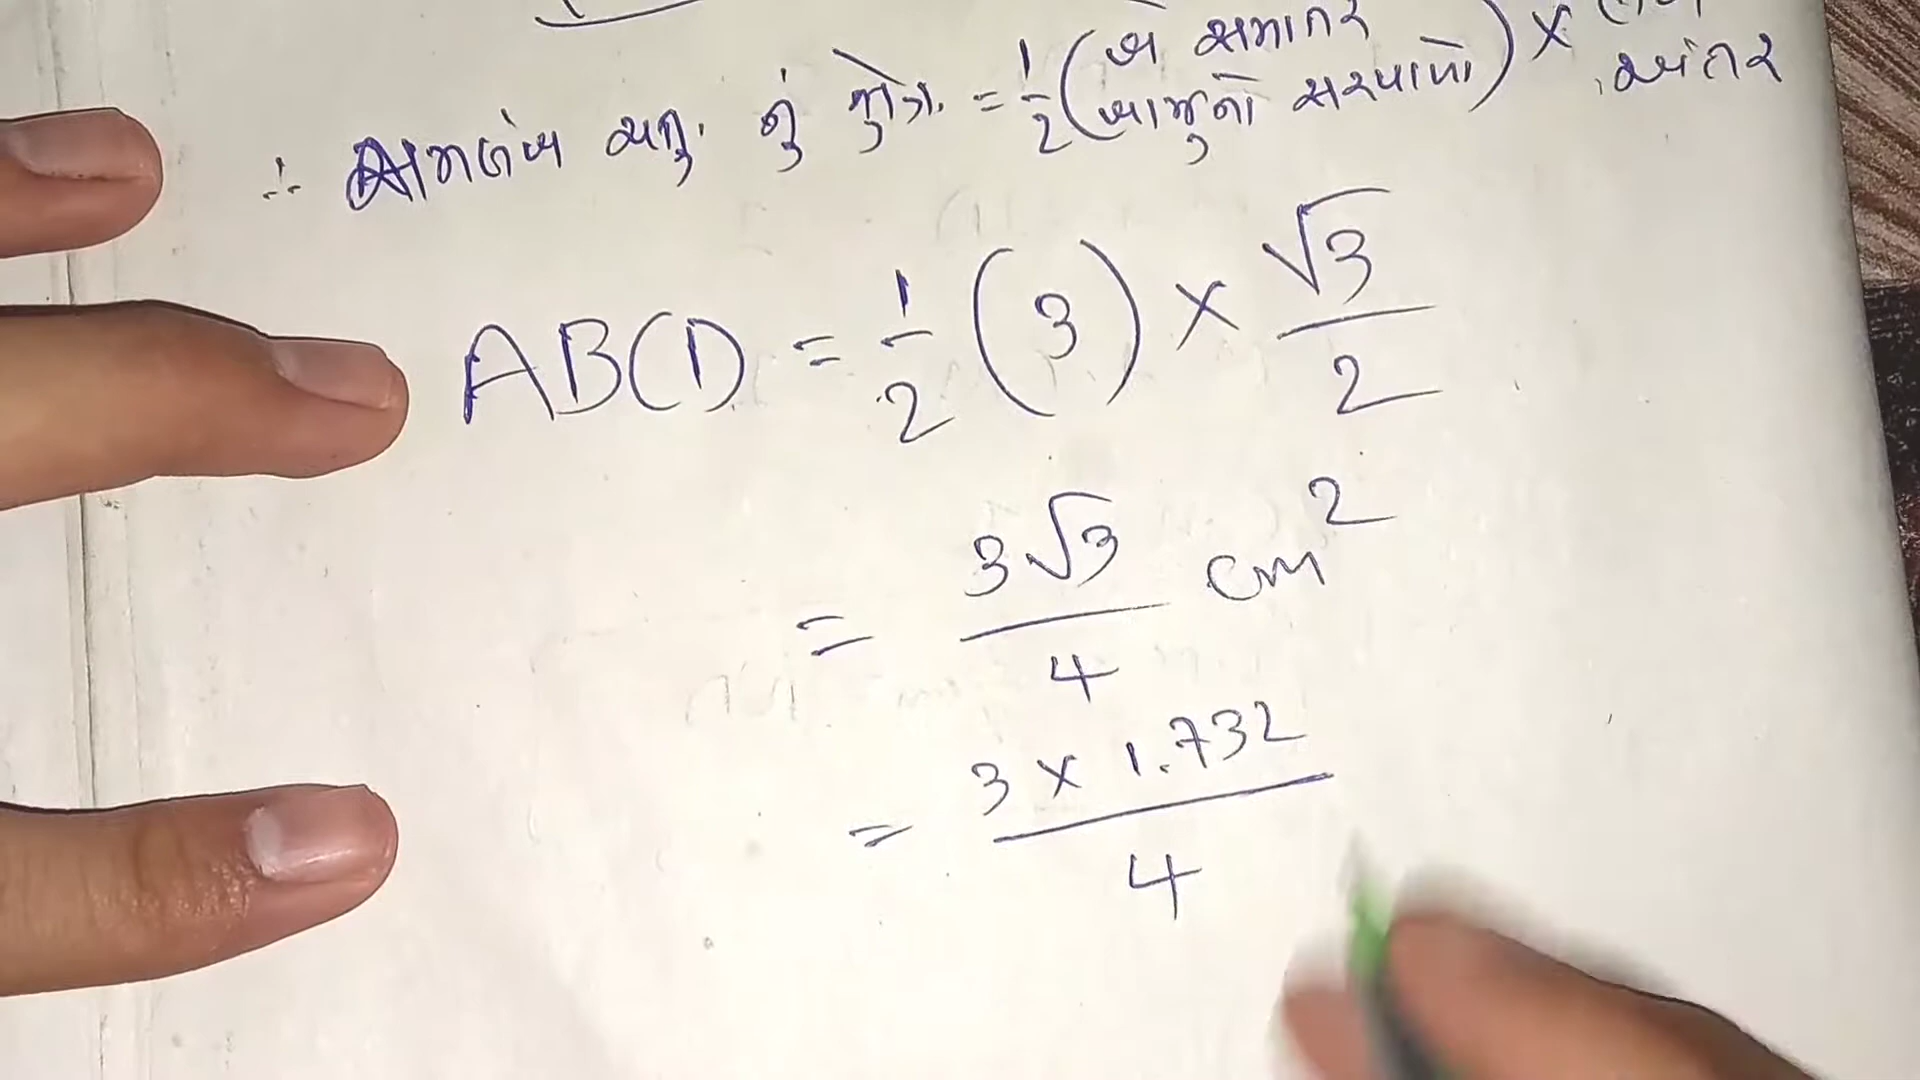 ∴ સમલંબ ચતુ. નું ક્ષેત્ર. = 1/2 (બે સમાંતર બાજુનો સરવાળો) × અંતર
ABCD = 1/2 (3) × √3/2
= 3√3/4 cm²
= 3 × 1.732/4